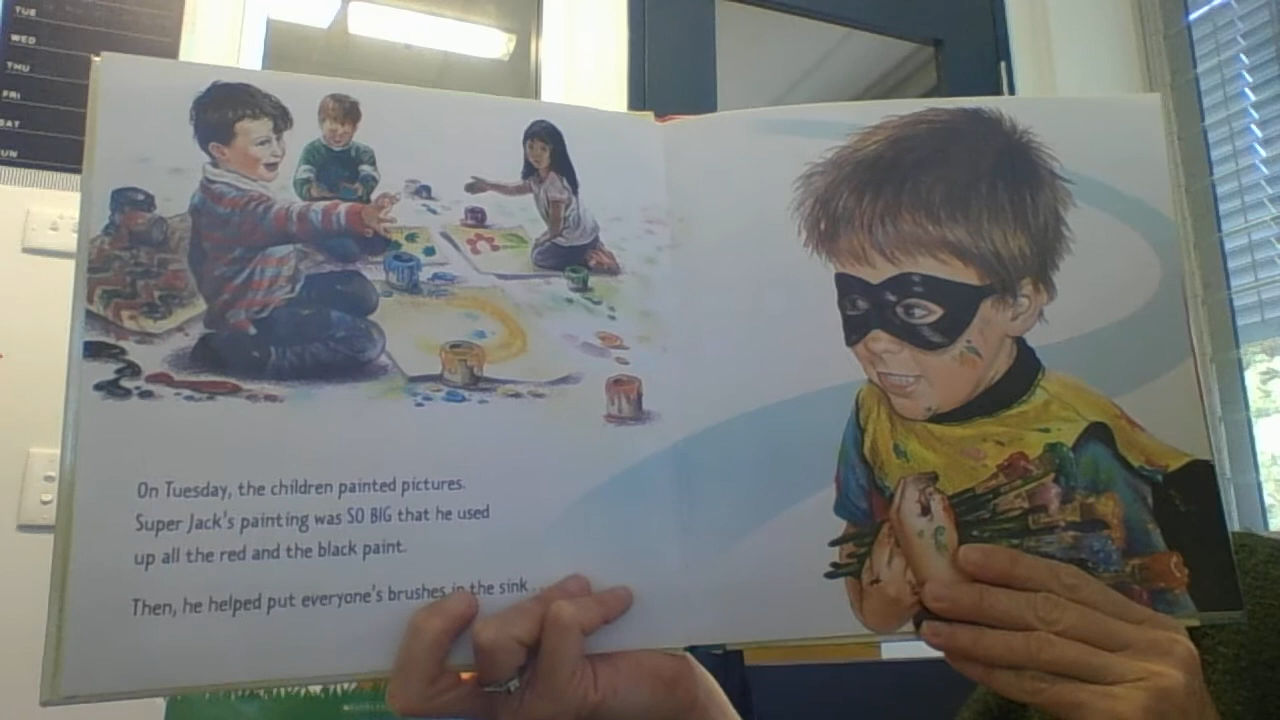 TUE
WED
THU
FRI
SAT
UN
On Tuesday, the children painted pictures.
Super Jack's painting was SO BIG that he used
up all the red and the black paint.
Then, he helped put everyone's brushes in the sink . .